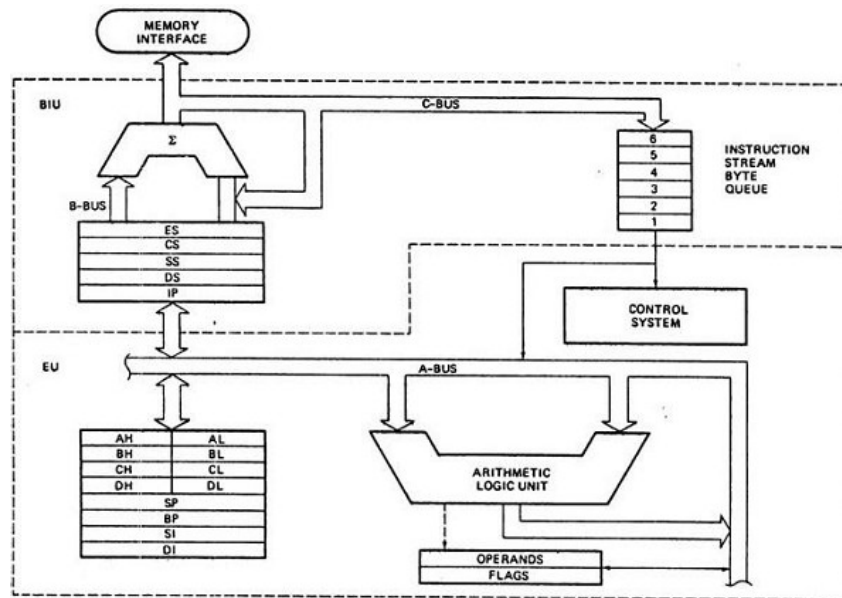 MEMORY
INTERFACE
BIU
C-BUS
Σ
B-BUS
6
5
4
3
2
1
INSTRUCTION
STREAM
BYTE
QUEUE
ES
CS
SS
DS
IP
CONTROL
SYSTEM
EU
A-BUS
AH AL
BH BL
CH CL
DH DL
SP
BP
SI
DI
ARITHMETIC
LOGIC UNIT
OPERANDS
FLAGS